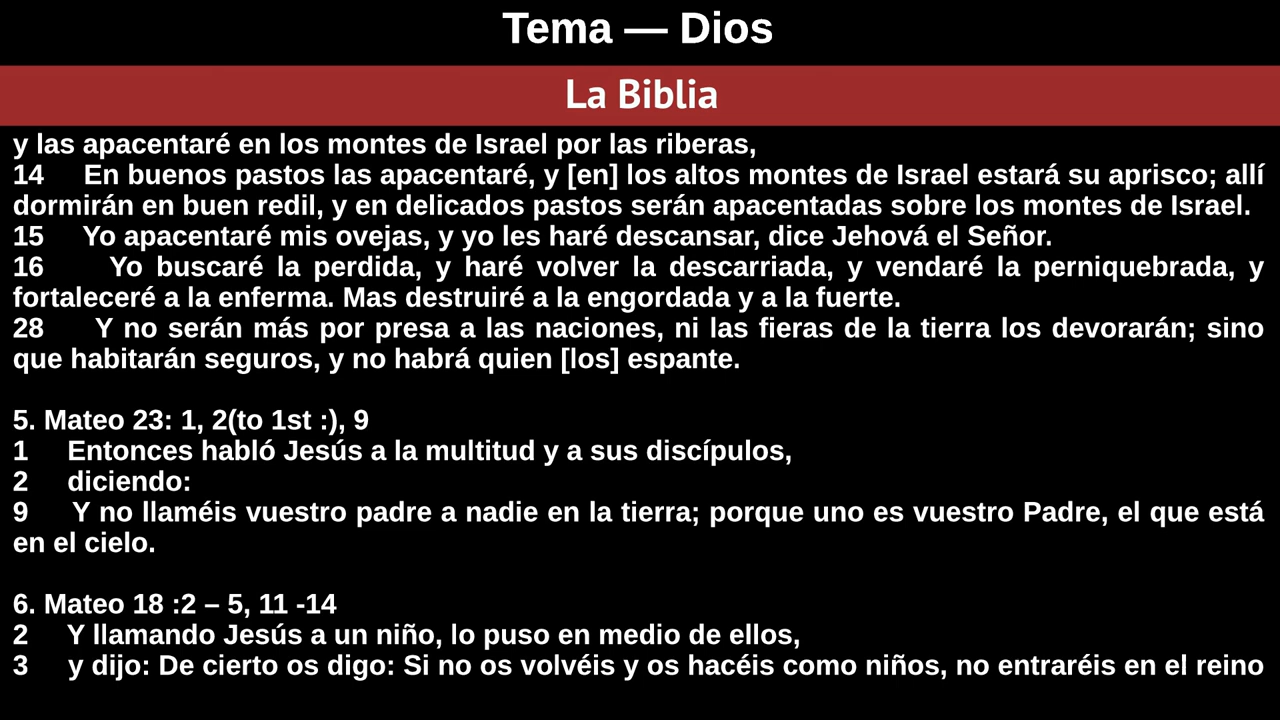 Tema — Dios
La Biblia
y las apacentaré en los montes de Israel por las riberas,
14 En buenos pastos las apacentaré, y [en] los altos montes de Israel estará su aprisco; allí
dormirán en buen redil, y en delicados pastos serán apacentadas sobre los montes de Israel.
15 Yo apacentaré mis ovejas, y yo les haré descansar, dice Jehová el Señor.
16 Yo buscaré la perdida, y haré volver la descarriada, y vendaré la perniquebrada, y
fortaleceré a la enferma. Mas destruiré a la engordada y a la fuerte.
28 Y no serán más por presa a las naciones, ni las fieras de la tierra los devorarán; sino
que habitarán seguros, y no habrá quien [los] espante.
5. Mateo 23: 1, 2(to 1st :), 9
1 Entonces habló Jesús a la multitud y a sus discípulos,
2 diciendo:
9 Y no llaméis vuestro padre a nadie en la tierra; porque uno es vuestro Padre, el que está
en el cielo.
6. Mateo 18 :2 – 5, 11 -14
2 Y llamando Jesús a un niño, lo puso en medio de ellos,
3 y dijo: De cierto os digo: Si no os volvéis y os hacéis como niños, no entraréis en el reino